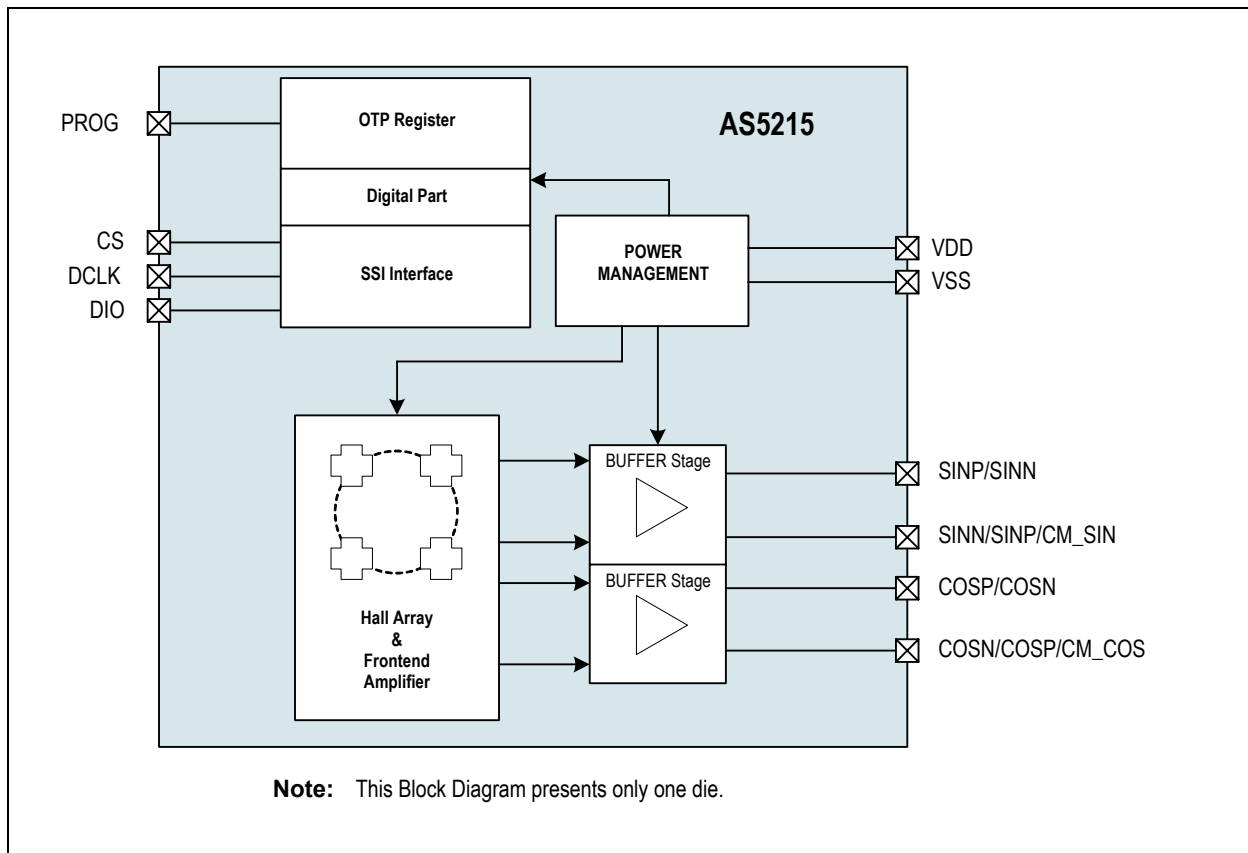 PROG
OTP Register
AS5215
Digital Part
CS
DCLK
DIO
SSI Interface
POWER
MANAGEMENT
VDD
VSS
BUFFER Stage
SINP/SINN
SINN/SINP/CM_SIN
BUFFER Stage
COSP/COSN
COSN/COSP/CM_COS
Hall Array
&
Frontend
Amplifier
Note: This Block Diagram presents only one die.